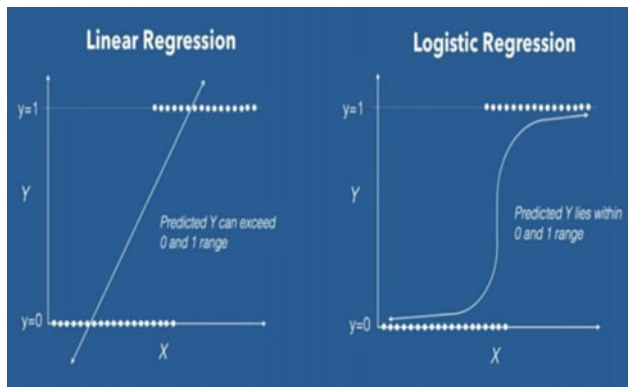 Linear Regression
y=1
Y
Predicted Y can exceed
0 and 1 range
y=0
X
Logistic Regression
y=1
Y
Predicted Y lies within
0 and 1 range
y=0
X